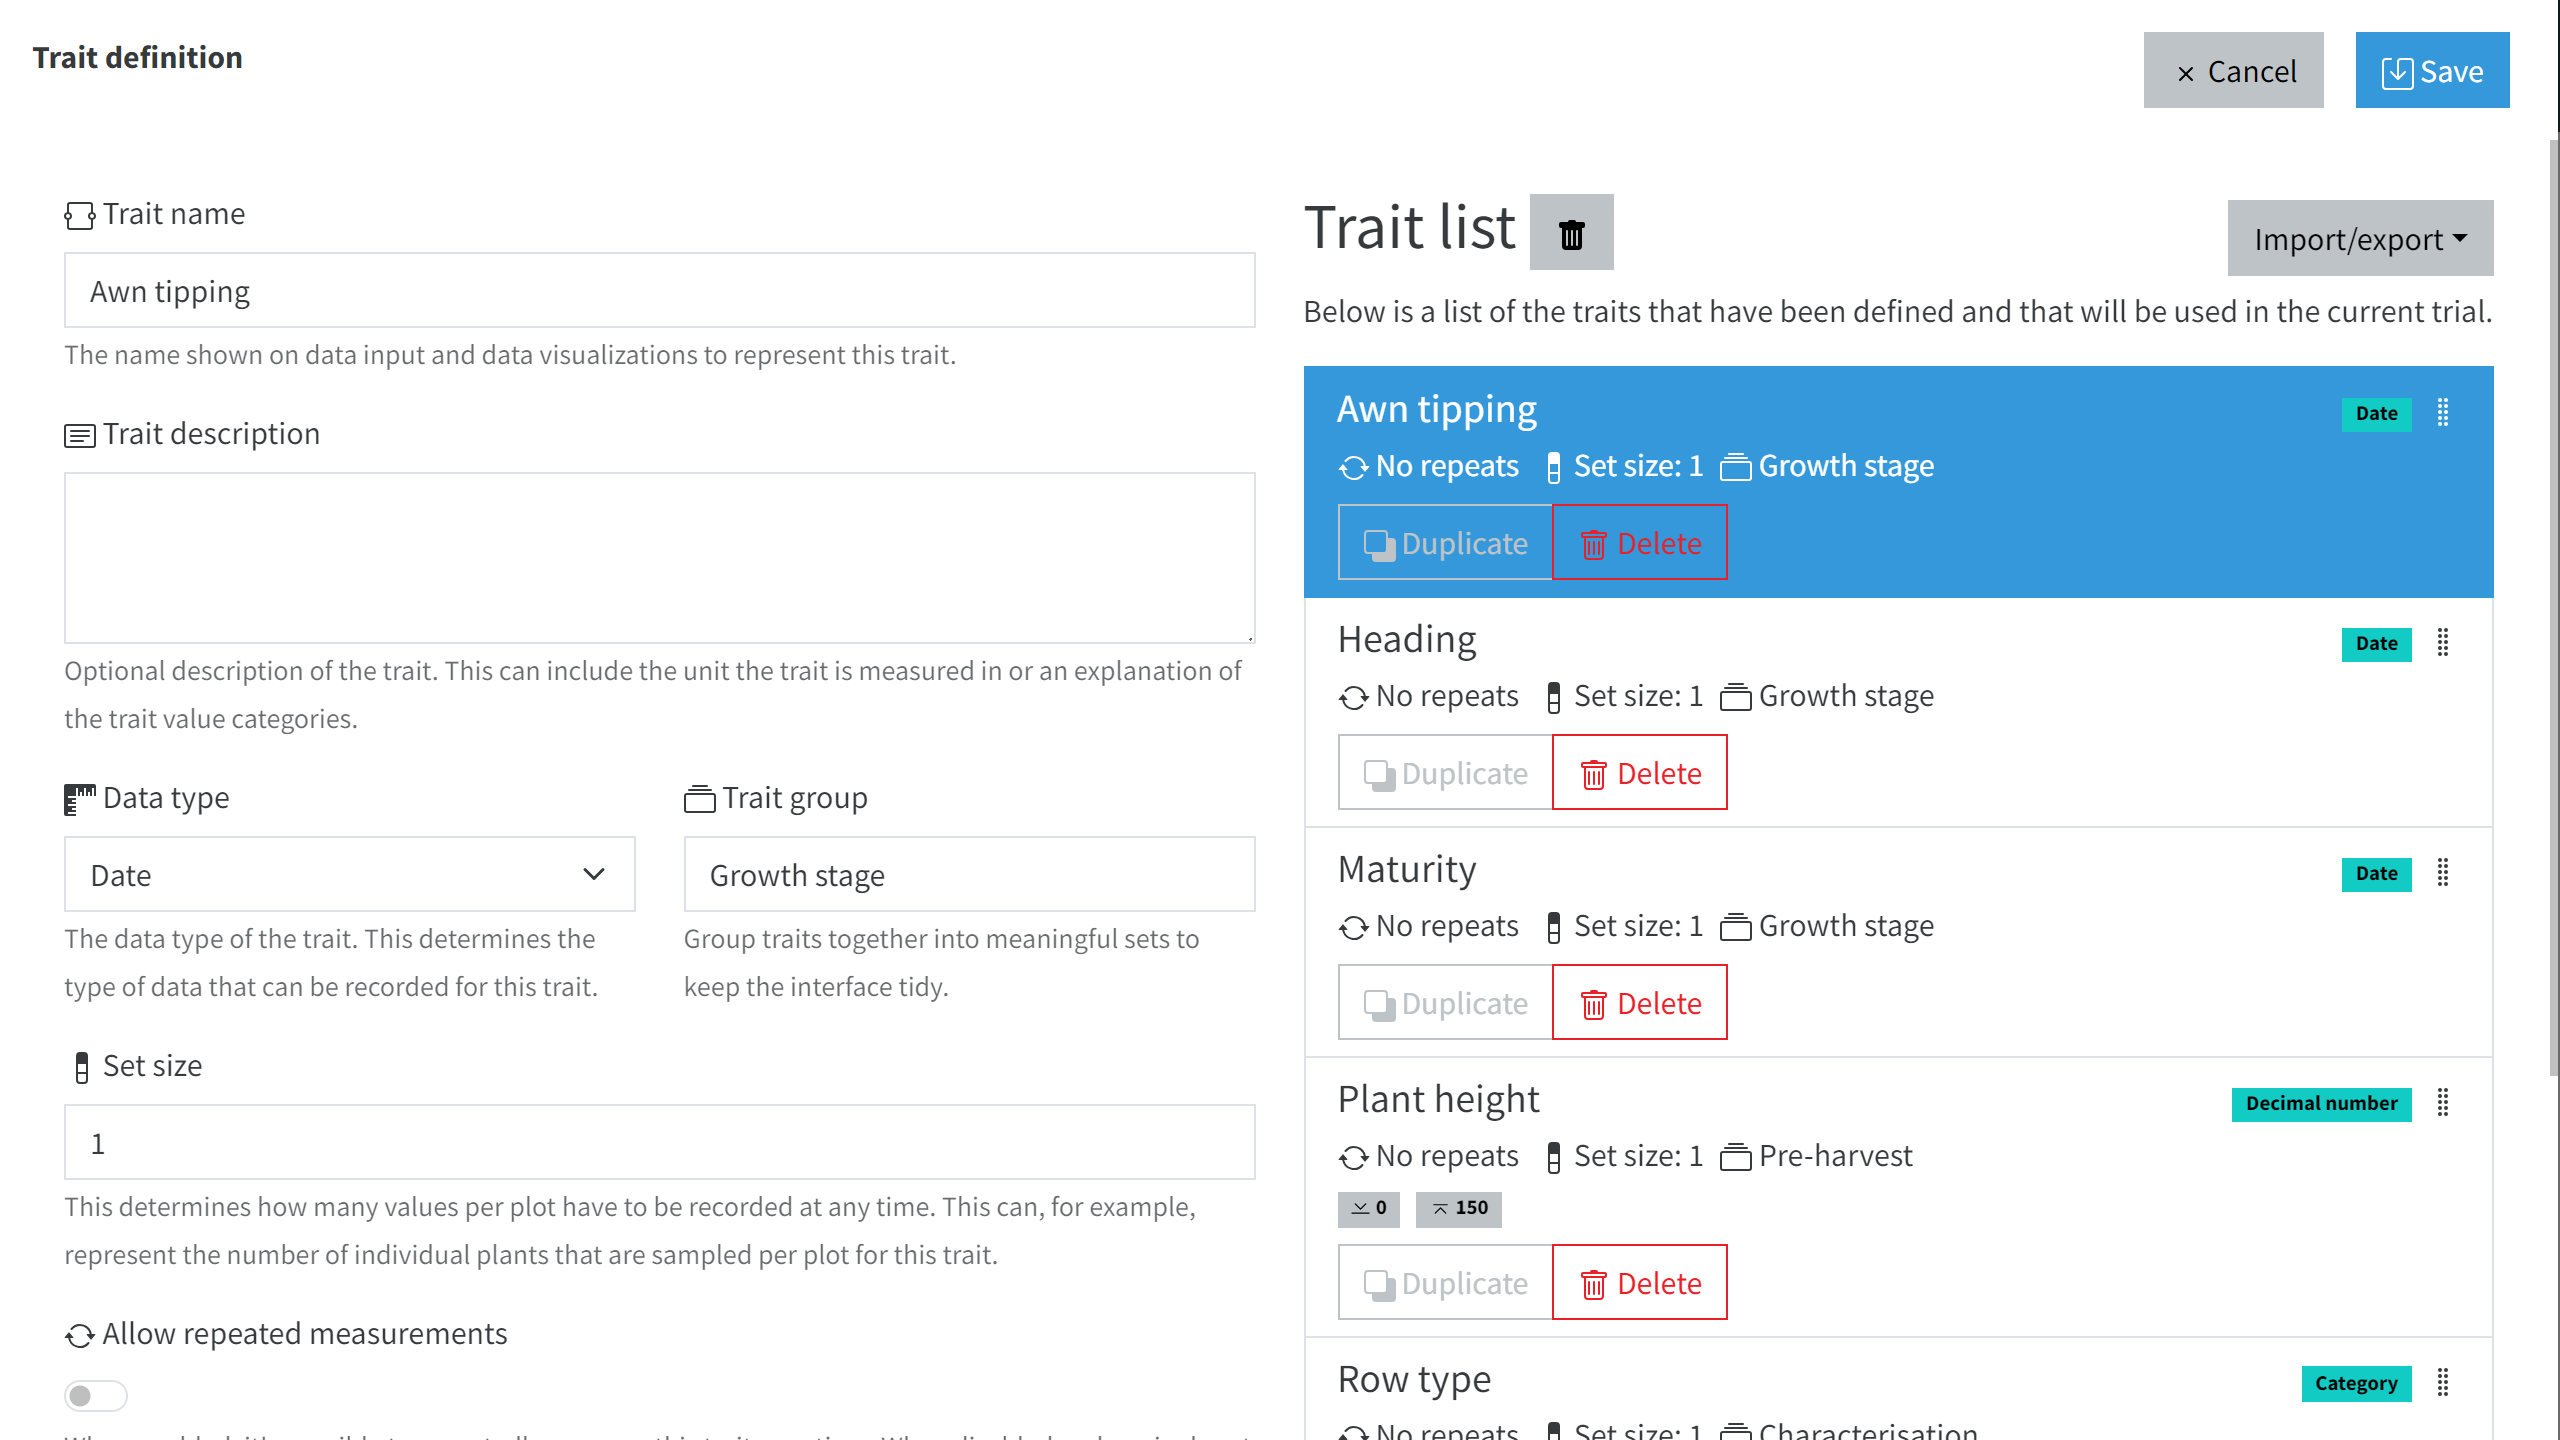 Trait definition
Cancel
Save
Trait name
Awn tipping
The name shown on data input and data visualizations to represent this trait.
Trait description
Optional description of the trait. This can include the unit the trait is measured in or an explanation of
the trait value categories.
Data type
Trait group
Date
Growth stage
The data type of the trait. This determines the
type of data that can be recorded for this trait.
Group traits together into meaningful sets to
keep the interface tidy.
Set size
1
This determines how many values per plot have to be recorded at any time. This can, for example,
represent the number of individual plants that are sampled per plot for this trait.
Allow repeated measurements
Trait list
Import/export
Below is a list of the traits that have been defined and that will be used in the current trial.
Awn tipping
Date
No repeats Set size: 1 Growth stage
Duplicate Delete
Heading
Date
No repeats Set size: 1 Growth stage
Duplicate Delete
Maturity
Date
No repeats Set size: 1 Growth stage
Duplicate Delete
Plant height
Decimal number
No repeats Set size: 1 Pre-harvest
0 150
Duplicate Delete
Row type
Category
No repeats Set size: 1 Characterisation